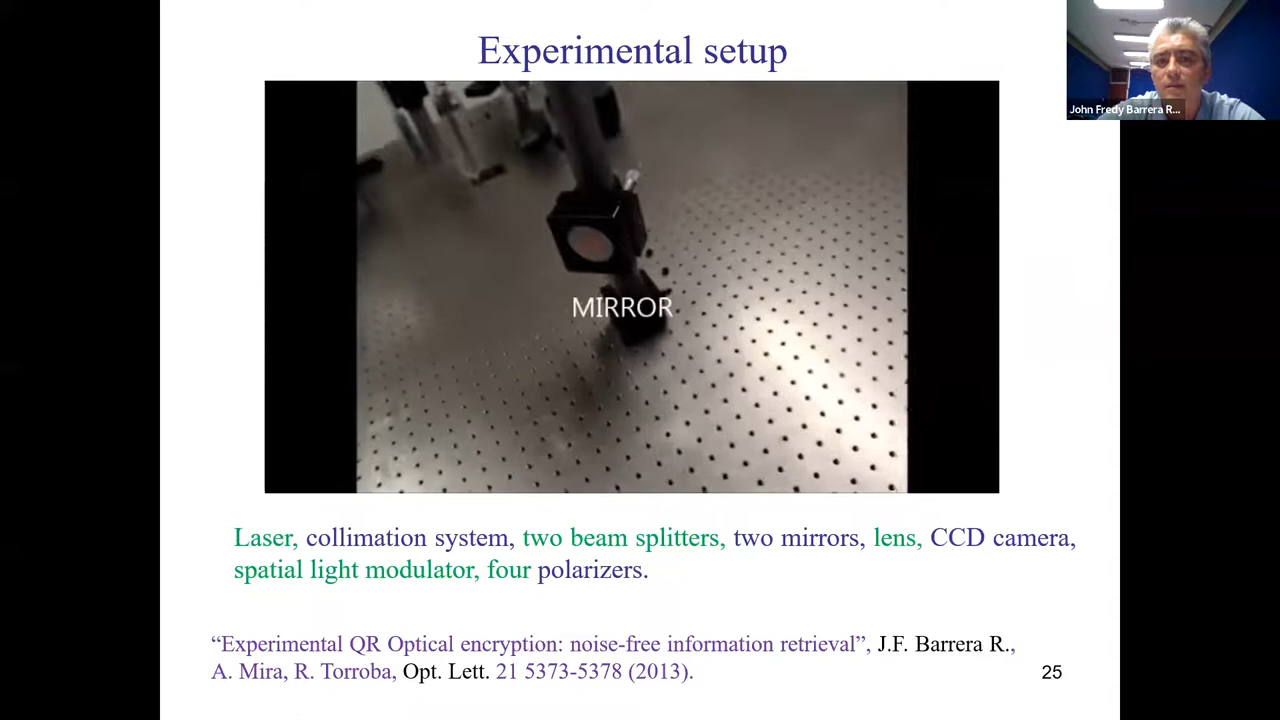 Experimental setup
John Fredy Barrera R...
MIRROR
Laser, collimation system, two beam splitters, two mirrors, lens, CCD camera,
spatial light modulator, four polarizers.
“Experimental QR Optical encryption: noise-free information retrieval”, J.F. Barrera R.,
A. Mira, R. Torroba, Opt. Lett. 21 5373-5378 (2013).
25